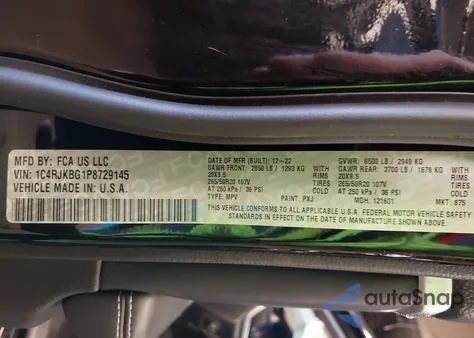 MFD BY: FCA US LLC
VIN: 1C4RJKBG1P8729145
VEHICLE MADE IN U.S.A.
DATE OF MFR (BUILT): 12-22
GAWR FRONT: 2850 LB / 1293 KG
20X8.5
265/50R20 107V
AT 250 kPa / 36 PSI
TYPE: MPV
WITH
RIMS
TIRES
COLD
PAINT: PXJ
GVWR: 6500 LB / 2949 KG
GAWR REAR: 3700 LB / 1678 KG
20X8.5
265/50R20 107V
AT 250 kPa / 36 PSI
WITH
RIMS
TIRES
COLD
MDH: 121601
MKT: 875
THIS VEHICLE CONFORMS TO ALL APPLICABLE U.S.A. FEDERAL MOTOR VEHICLE
SAFETY STANDARDS IN EFFECT ON THE DATE OF MANUFACTURE SHOWN ABOVE.
autoSnap